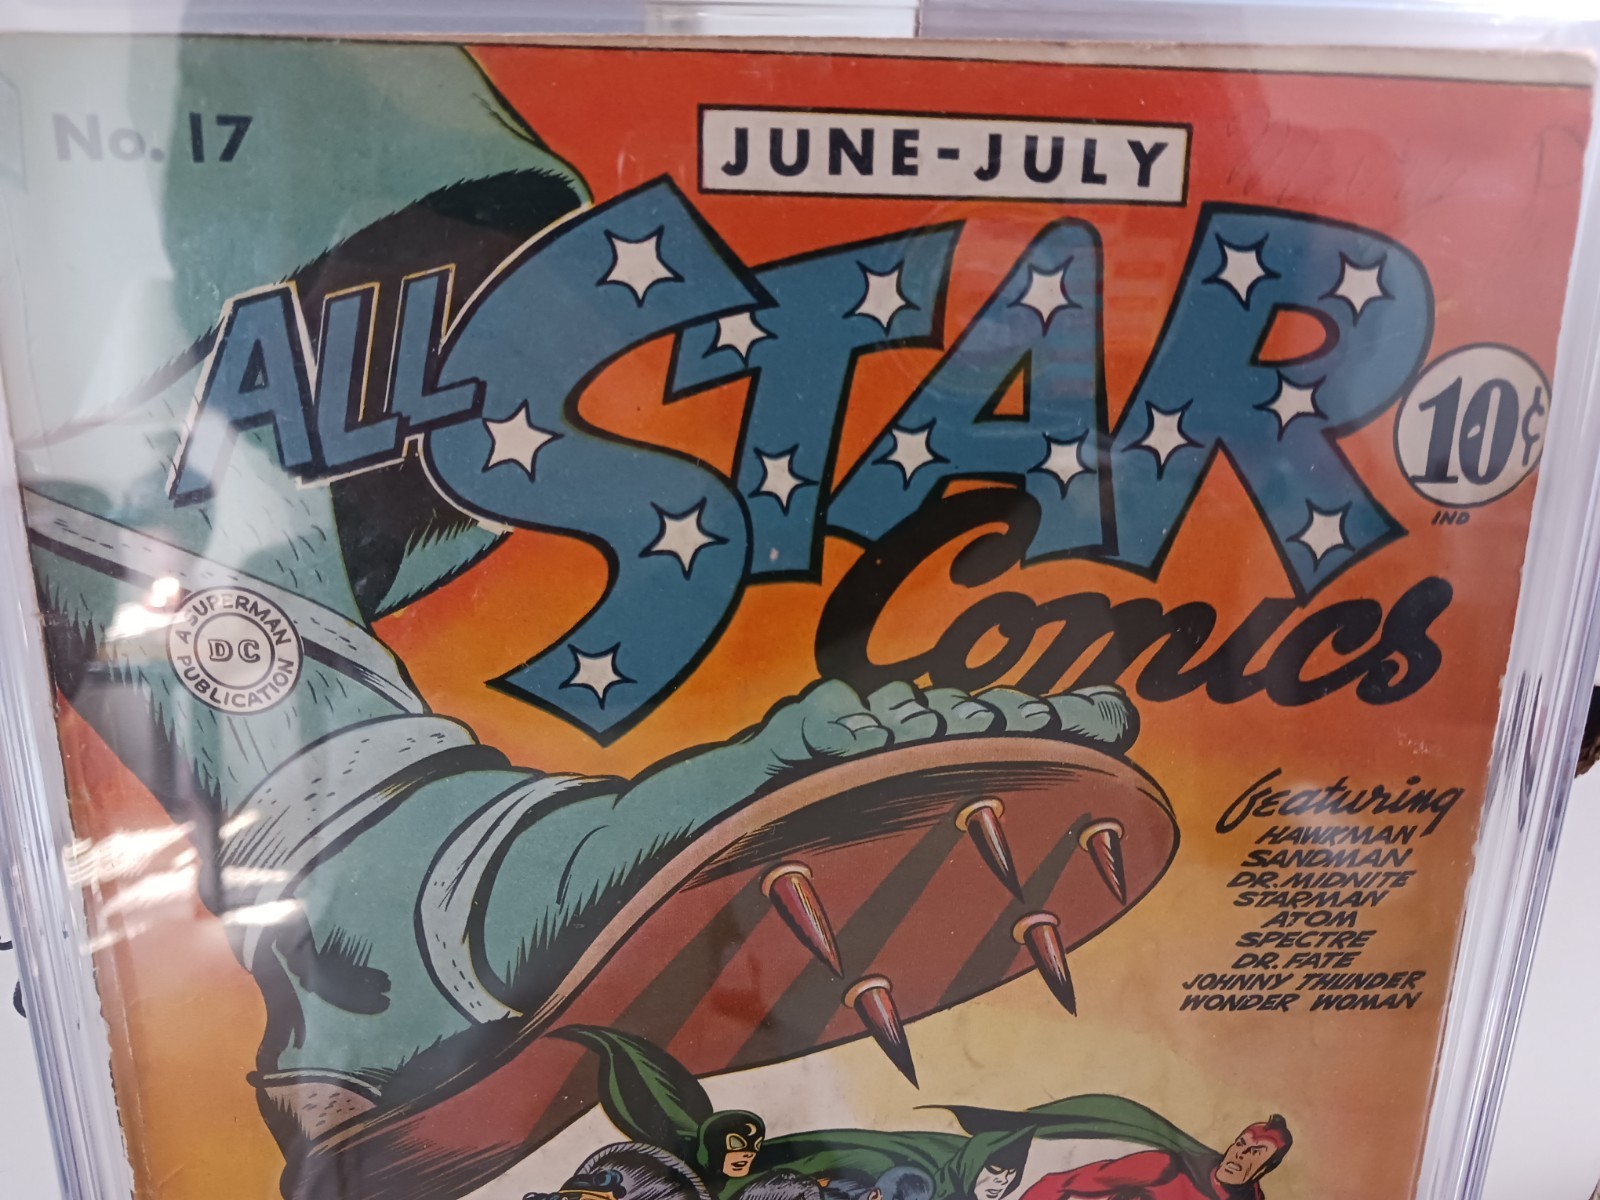 No. 17
JUNE-JULY
ALL STAR
Comics
10¢
IND
A SUPERMAN
DC
PUBLICATION
Featuring
HAWKMAN
SANDMAN
DR. MIDNITE
STARMAN
ATOM
SPECTRE
DR. FATE
JOHNNY THUNDER
WONDER WOMAN